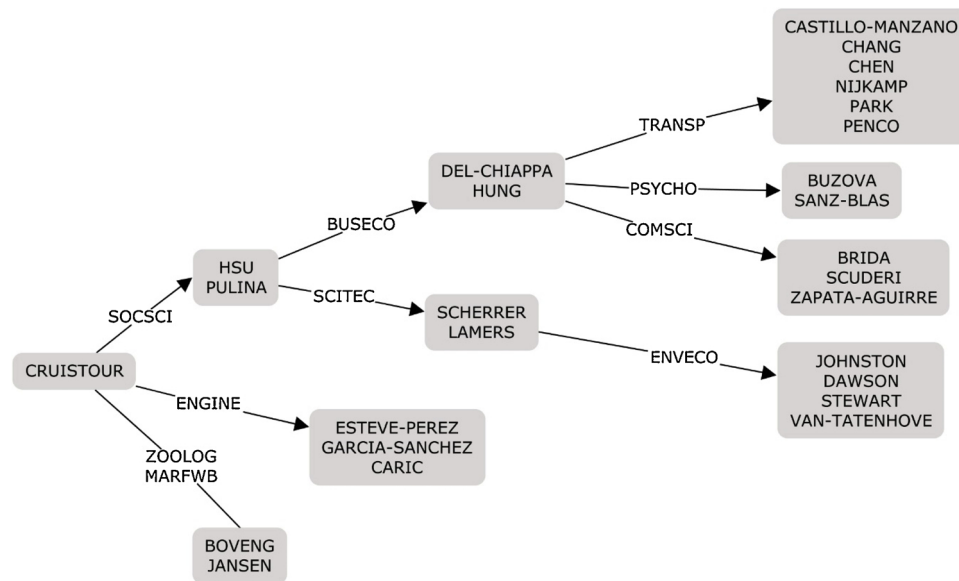 CASTILLO-MANZANO
CHANG
CHEN
NIJKAMP
PARK
PENCO
TRANSP
DEL-CHIAPPA
HUNG
PSYCHO
BUZOVA
SANZ-BLAS
BUSECO
COMSCI
BRIDA
SCUDERI
ZAPATA-AGUIRRE
HSU
PULINA
SCITEC
SCHERRER
LAMERS
SOCSCI
ENVECO
JOHNSTON
DAWSON
STEWART
VAN-TATENHOVE
CRUISTOUR
ENGINE
ESTEVE-PEREZ
GARCIA-SANCHEZ
CARIC
ZOOLOG
MARFWB
BOVENG
JANSEN